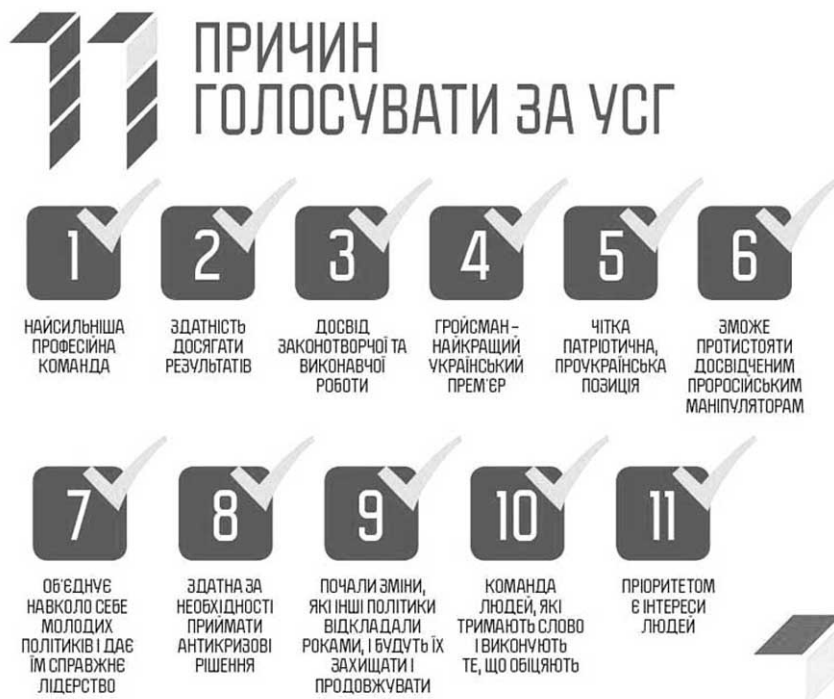 11 ПРИЧИН
ГОЛОСУВАТИ ЗА УСГ
1
НАЙСИЛЬНІША
ПРОФЕСІЙНА
КОМАНДА
2
ЗДАТНІСТЬ
ДОСЯГАТИ
РЕЗУЛЬТАТІВ
3
ДОСВІД
ЗАКОНОТВОРЧОЇ ТА
ВИКОНАВЧОЇ
РОБОТИ
4
ГРОЙСМАН –
НАЙКРАЩИЙ
УКРАЇНСЬКИЙ
ПРЕМ'ЄР
5
ЧІТКА
ПАТРІОТИЧНА,
ПРОУКРАЇНСЬКА
ПОЗИЦІЯ
6
ЗМОЖЕ
ПРОТИСТОЯТИ
ДОСВІДЧЕНИМ
ПРОРОСІЙСЬКИМ
МАНІПУЛЯТОРАМ
7
ОБ'ЄДНУЄ
НАВКОЛО СЕБЕ
МОЛОДИХ
ПОЛІТИКІВ І ДАЄ
ЇМ СПРАВЖНЄ
ЛІДЕРСТВО
8
ЗДАТНА ЗА
НЕОБХІДНОСТІ
ПРИЙМАТИ
АНТИКРИЗОВІ
РІШЕННЯ
9
ПОЧАЛИ ЗМІНИ,
ЯКІ ІНШІ ПОЛІТИКИ
ВІДКЛАДАЛИ
РОКАМИ, І БУДУТЬ ЇХ
ЗАХИЩАТИ І
ПРОДОВЖУВАТИ
10
КОМАНДА
ЛЮДЕЙ, ЯКІ
ТРИМАЮТЬ СЛОВО
І ВИКОНУЮТЬ
ТЕ, ЩО ОБІЦЯЮТЬ
11
ПРІОРИТЕТОМ
Є ІНТЕРЕСИ
ЛЮДЕЙ